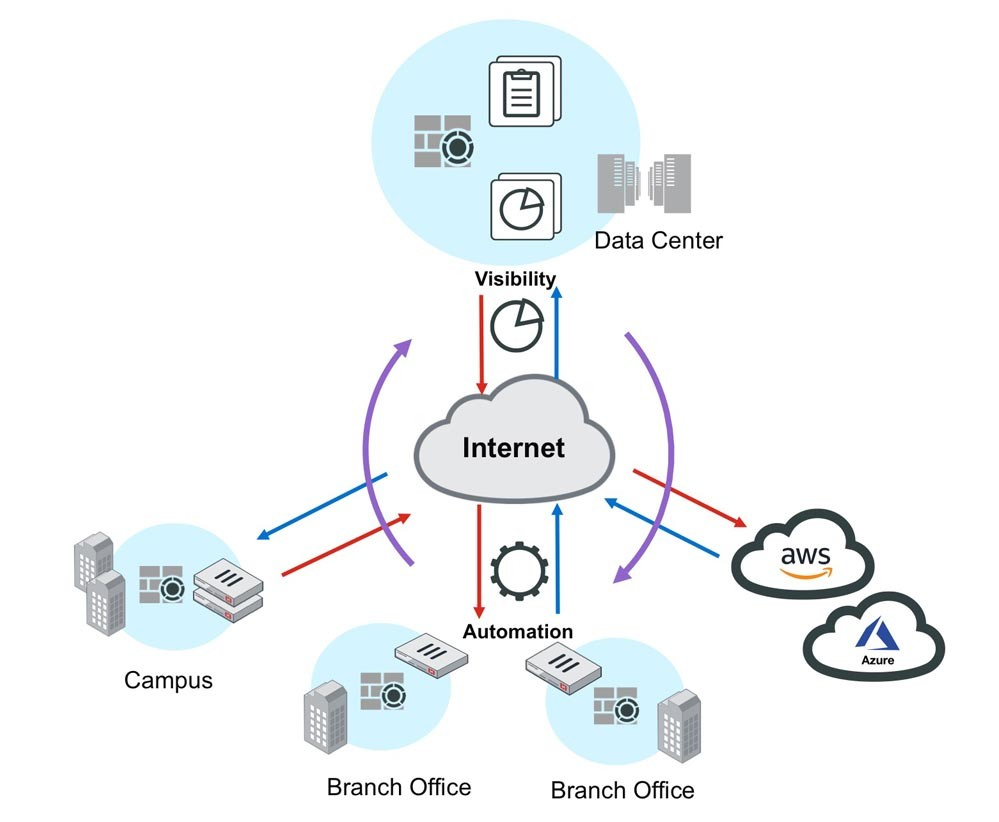 Data Center
Visibility
Internet
aws
Azure
Automation
Campus
Branch Office
Branch Office